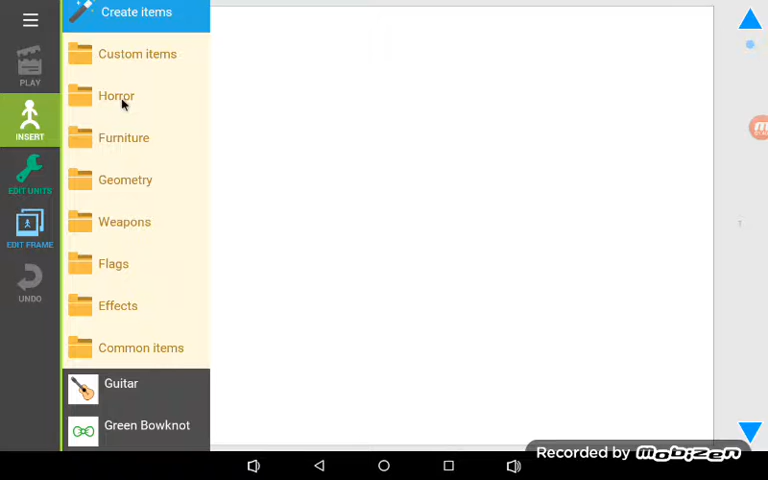 Create items
PLAY
INSERT
EDIT UNITS
EDIT FRAME
UNDO
Custom items
Horror
Furniture
Geometry
Weapons
Flags
Effects
Common items
Guitar
Green Bowknot
Recorded by mobizen